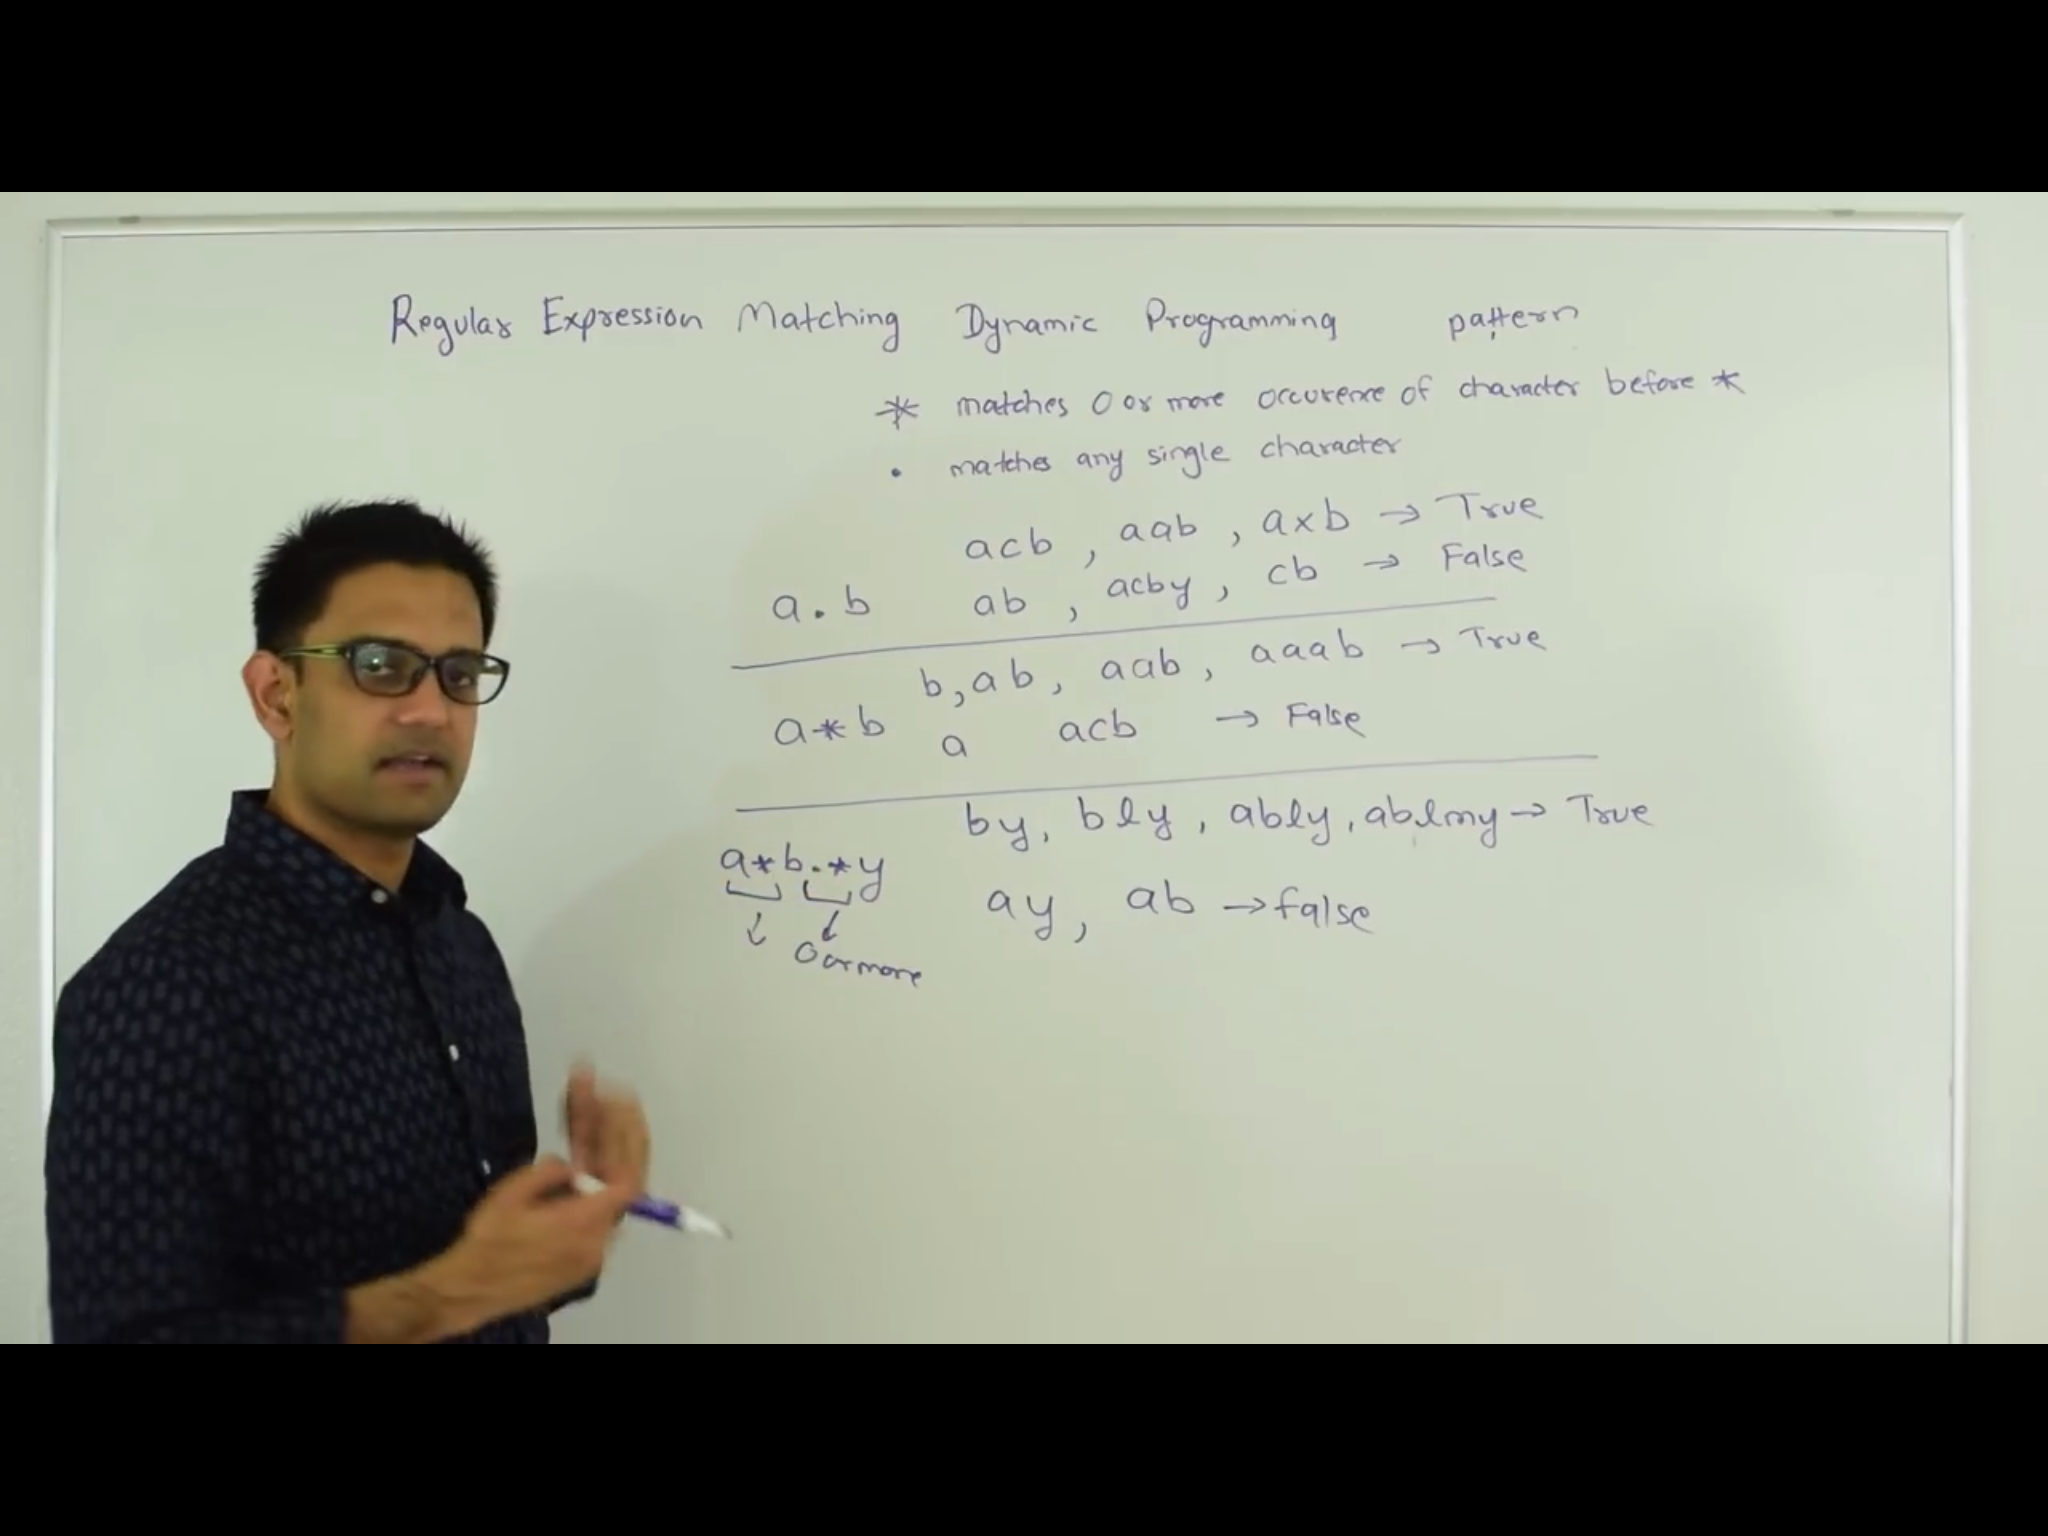 Regular Expression Matching Dynamic Programming pattern
* matches 0 or more occurence of character before *
. matches any single character
acb , aab , axb → True
a.b ab , acby , cb → False
b, ab, aab, aaab → True
a*b a acb → False
by, bly, ably, ablmy → True
a*b.*y ay, ab → false
0 or more